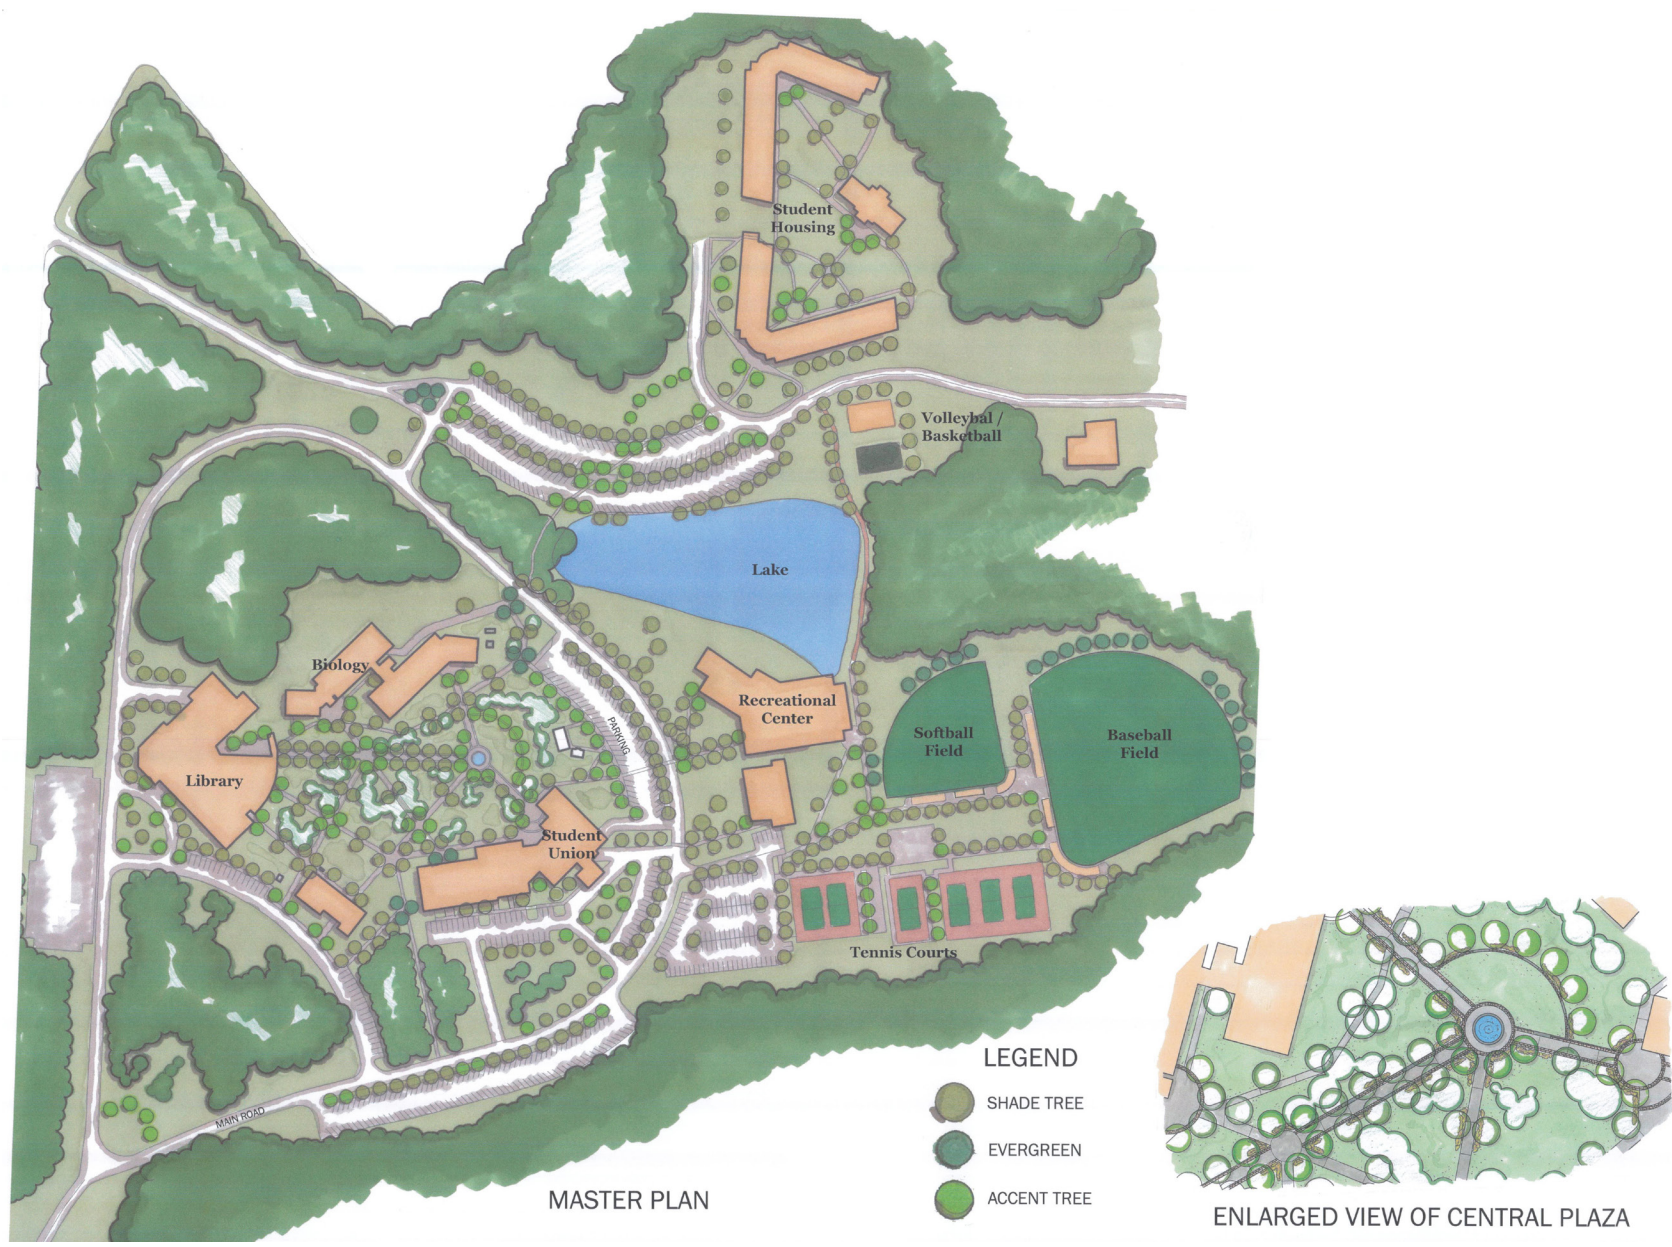 Student
Housing
Volleybal /
Basketball
Lake
Biology
Recreational
Center
PARKING
Softball
Field
Baseball
Field
Library
Student
Union
Tennis Courts
MAIN ROAD
LEGEND
SHADE TREE
EVERGREEN
ACCENT TREE
MASTER PLAN
ENLARGED VIEW OF CENTRAL PLAZA